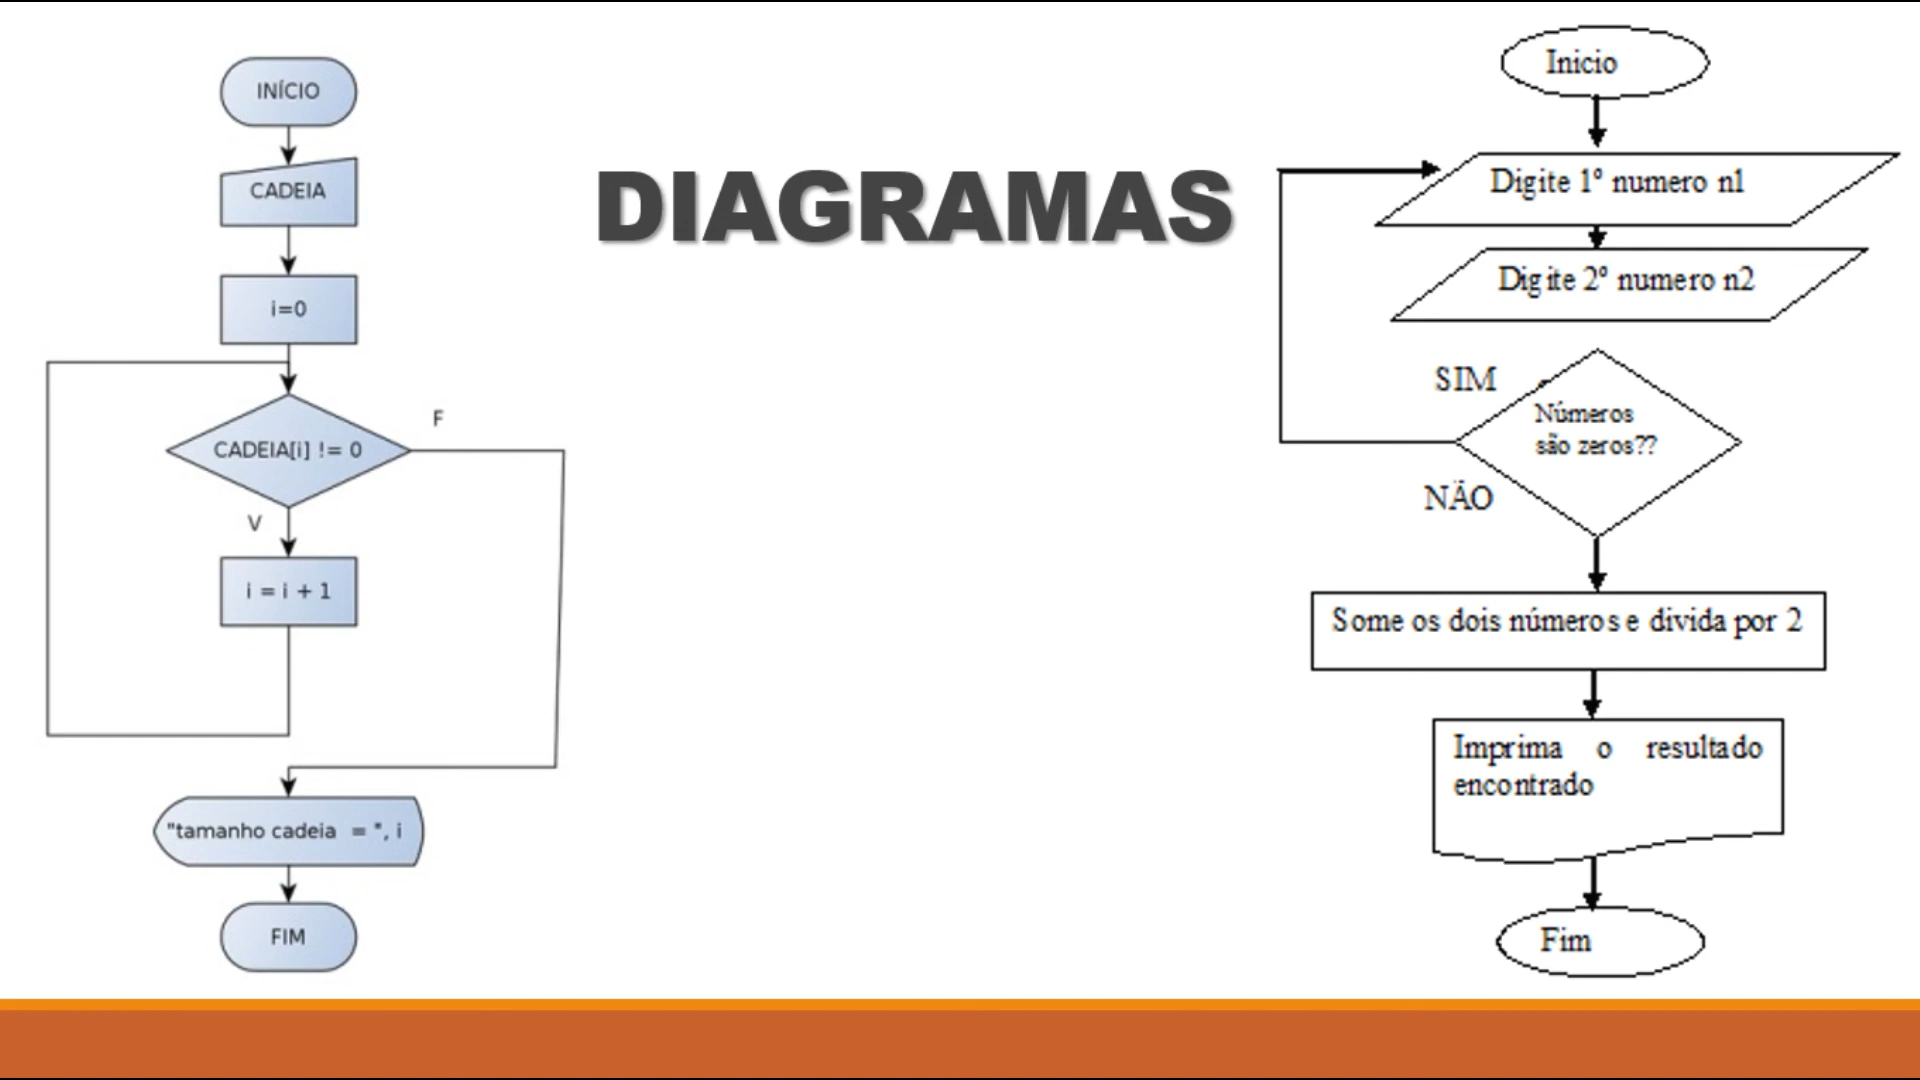 INÍCIO
CADEIA
i=0
CADEIA[i] != 0
F
V
i = i + 1
"tamanho cadeia = ", i
FIM
DIAGRAMAS
Inicio
Digite 1º numero n1
Digite 2º numero n2
SIM
Números
são zeros??
NÃO
Some os dois números e divida por 2
Imprima o resultado
encontrado
Fim